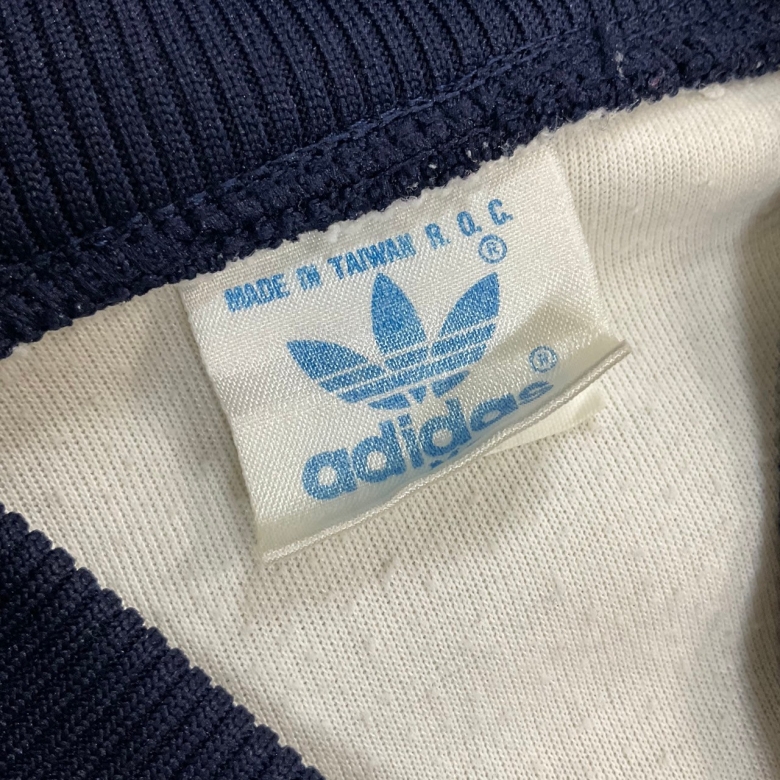 MADE IN TAIWAN R. O. C.
®
adidas ®